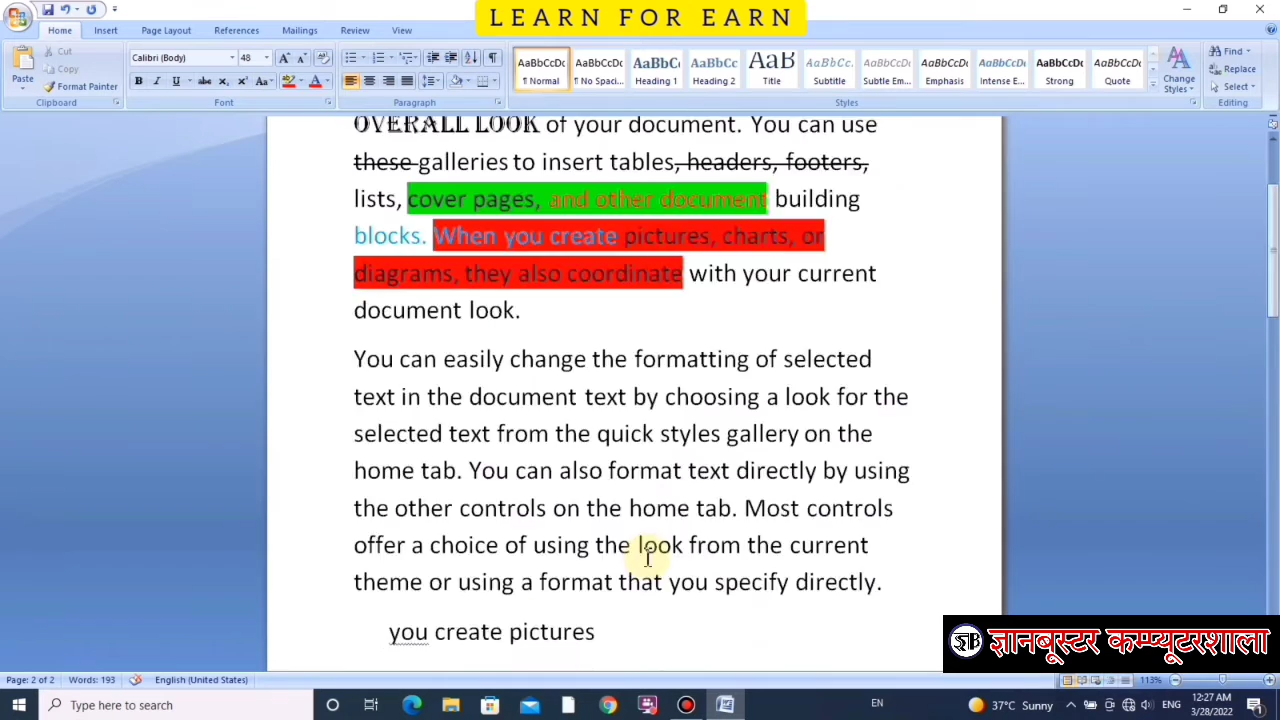 LEARN FOR EARN
Home Insert Page Layout References Mailings Review View
Cut
Copy
Format Painter
Paste
Calibri (Body) 48
AaBbCcDc AaBbCcDc AaBbC( AaBbCc AaB AaBbCc. AaBbCcDt AaBbCcDt AaBbCcDt AaBbCcDc AaBbCcDt
¶ Normal ¶ No Spaci... Heading 1 Heading 2 Title Subtitle Subtle Em... Emphasis Intense E... Strong Quote
Change Styles
Find
Replace
Select
Clipboard Font Paragraph Styles Editing
OVERALL LOOK of your document. You can use
these galleries to insert tables, headers, footers,
lists, cover pages, and other document building
blocks. When you create pictures, charts, or
diagrams, they also coordinate with your current
document look.
You can easily change the formatting of selected
text in the document text by choosing a look for the
selected text from the quick styles gallery on the
home tab. You can also format text directly by using
the other controls on the home tab. Most controls
offer a choice of using the look from the current
theme or using a format that you specify directly.
you create pictures
ज्ञानबूस्टर कम्प्यूटरशाला
Page: 2 of 2 Words: 193 English (United States) 113%
Type here to search
EN
37°C Sunny
ENG
12:27 AM
3/28/2022